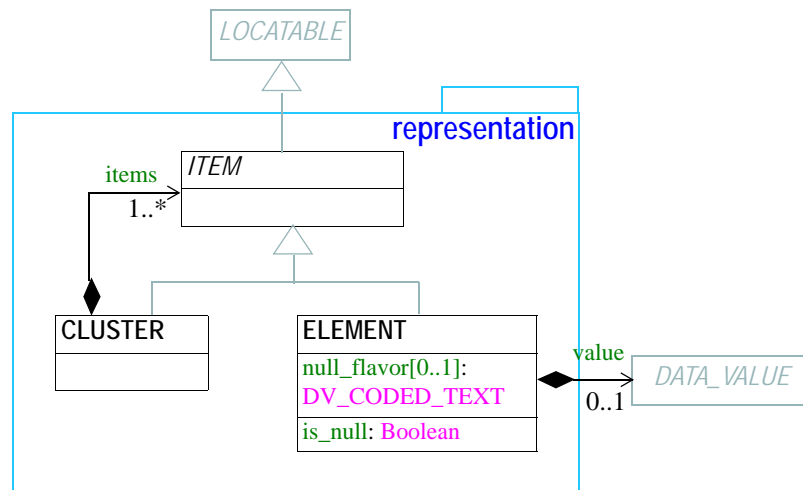 LOCATABLE
representation
ITEM
items
1..*
CLUSTER
ELEMENT
null_flavor[0..1]:
DV_CODED_TEXT
is_null: Boolean
value
0..1
DATA_VALUE